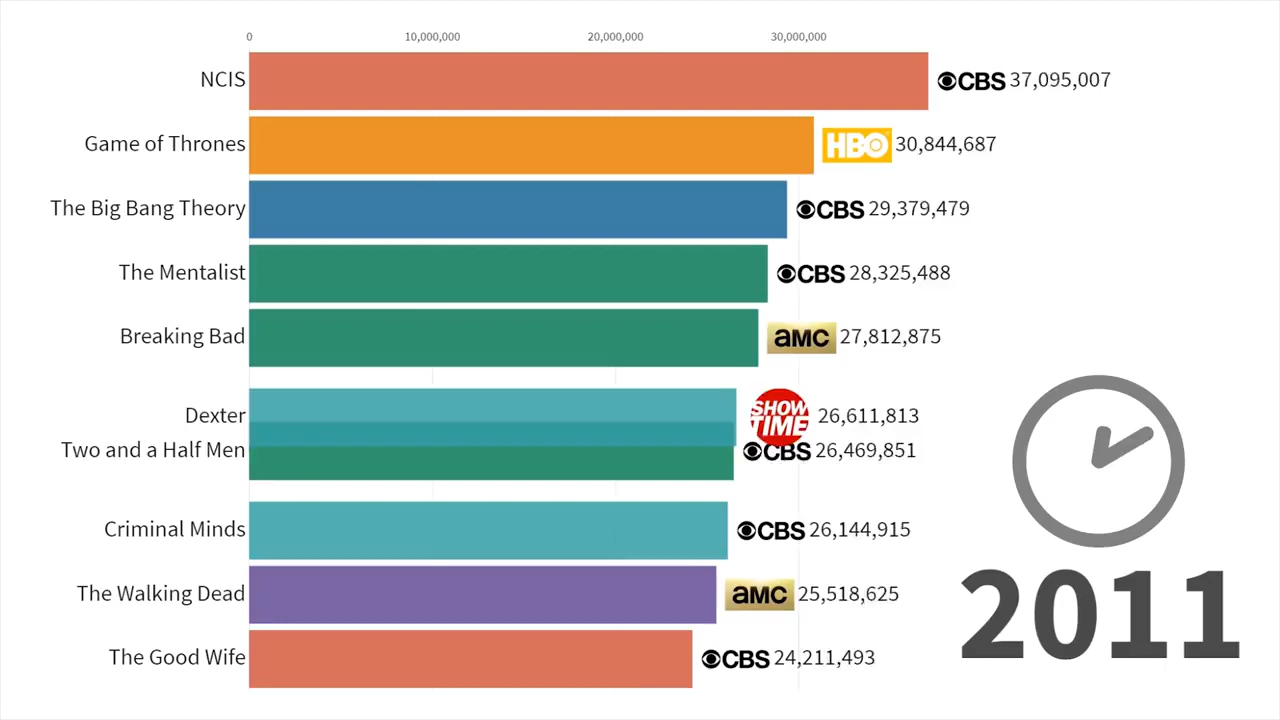 0 10,000,000 20,000,000 30,000,000
NCIS CBS 37,095,007
Game of Thrones HBO 30,844,687
The Big Bang Theory CBS 29,379,479
The Mentalist CBS 28,325,488
Breaking Bad aMC 27,812,875
Dexter SHOW TIME 26,611,813
Two and a Half Men CBS 26,469,851
Criminal Minds CBS 26,144,915
The Walking Dead aMC 25,518,625
The Good Wife CBS 24,211,493
2011